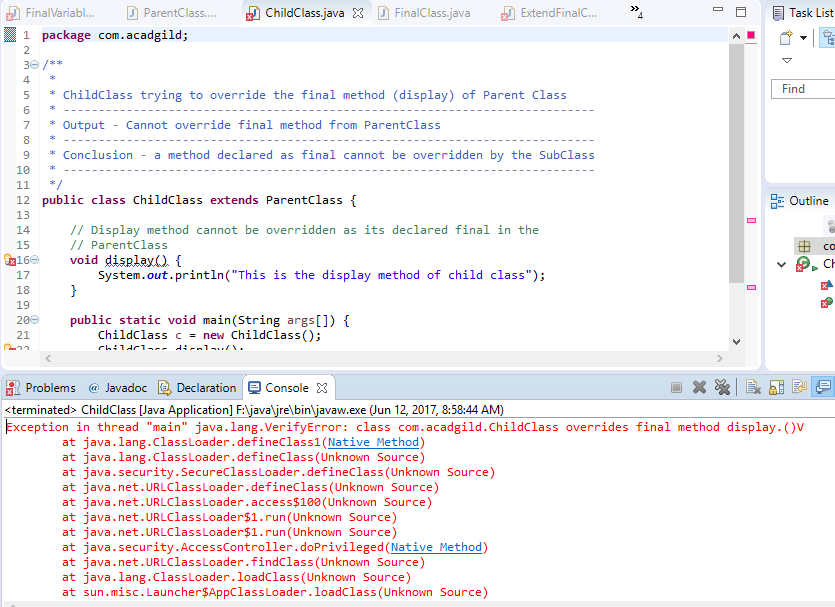 FinalVariabl... ParentClass.... ChildClass.java FinalClass.java ExtendFinalC... »4 Task List
1 package com.acadgild;
2
3 /**
4 *
5 * ChildClass trying to override the final method (display) of Parent Class
6 * ----------------------------------------------------------------------------
7 * Output - Cannot override final method from ParentClass
8 * ----------------------------------------------------------------------------
9 * Conclusion - a method declared as final cannot be overridden by the SubClass
10 * ----------------------------------------------------------------------------
11 */
12 public class ChildClass extends ParentClass {
13
14 // Display method cannot be overridden as its declared final in the
15 // ParentClass
16 void display() {
17 System.out.println("This is the display method of child class");
18 }
19
20 public static void main(String args[]) {
21 ChildClass c = new ChildClass();
22 ChildClass.display();
Find
Outline
co
Ch
Problems @ Javadoc Declaration Console
<terminated> ChildClass [Java Application] F:\java\jre\bin\javaw.exe (Jun 12, 2017, 8:58:44 AM)
Exception in thread "main" java.lang.VerifyError: class com.acadgild.ChildClass overrides final method display.()V
at java.lang.ClassLoader.defineClass1(Native Method)
at java.lang.ClassLoader.defineClass(Unknown Source)
at java.security.SecureClassLoader.defineClass(Unknown Source)
at java.net.URLClassLoader.defineClass(Unknown Source)
at java.net.URLClassLoader.access$100(Unknown Source)
at java.net.URLClassLoader$1.run(Unknown Source)
at java.net.URLClassLoader$1.run(Unknown Source)
at java.security.AccessController.doPrivileged(Native Method)
at java.net.URLClassLoader.findClass(Unknown Source)
at java.lang.ClassLoader.loadClass(Unknown Source)
at sun.misc.Launcher$AppClassLoader.loadClass(Unknown Source)